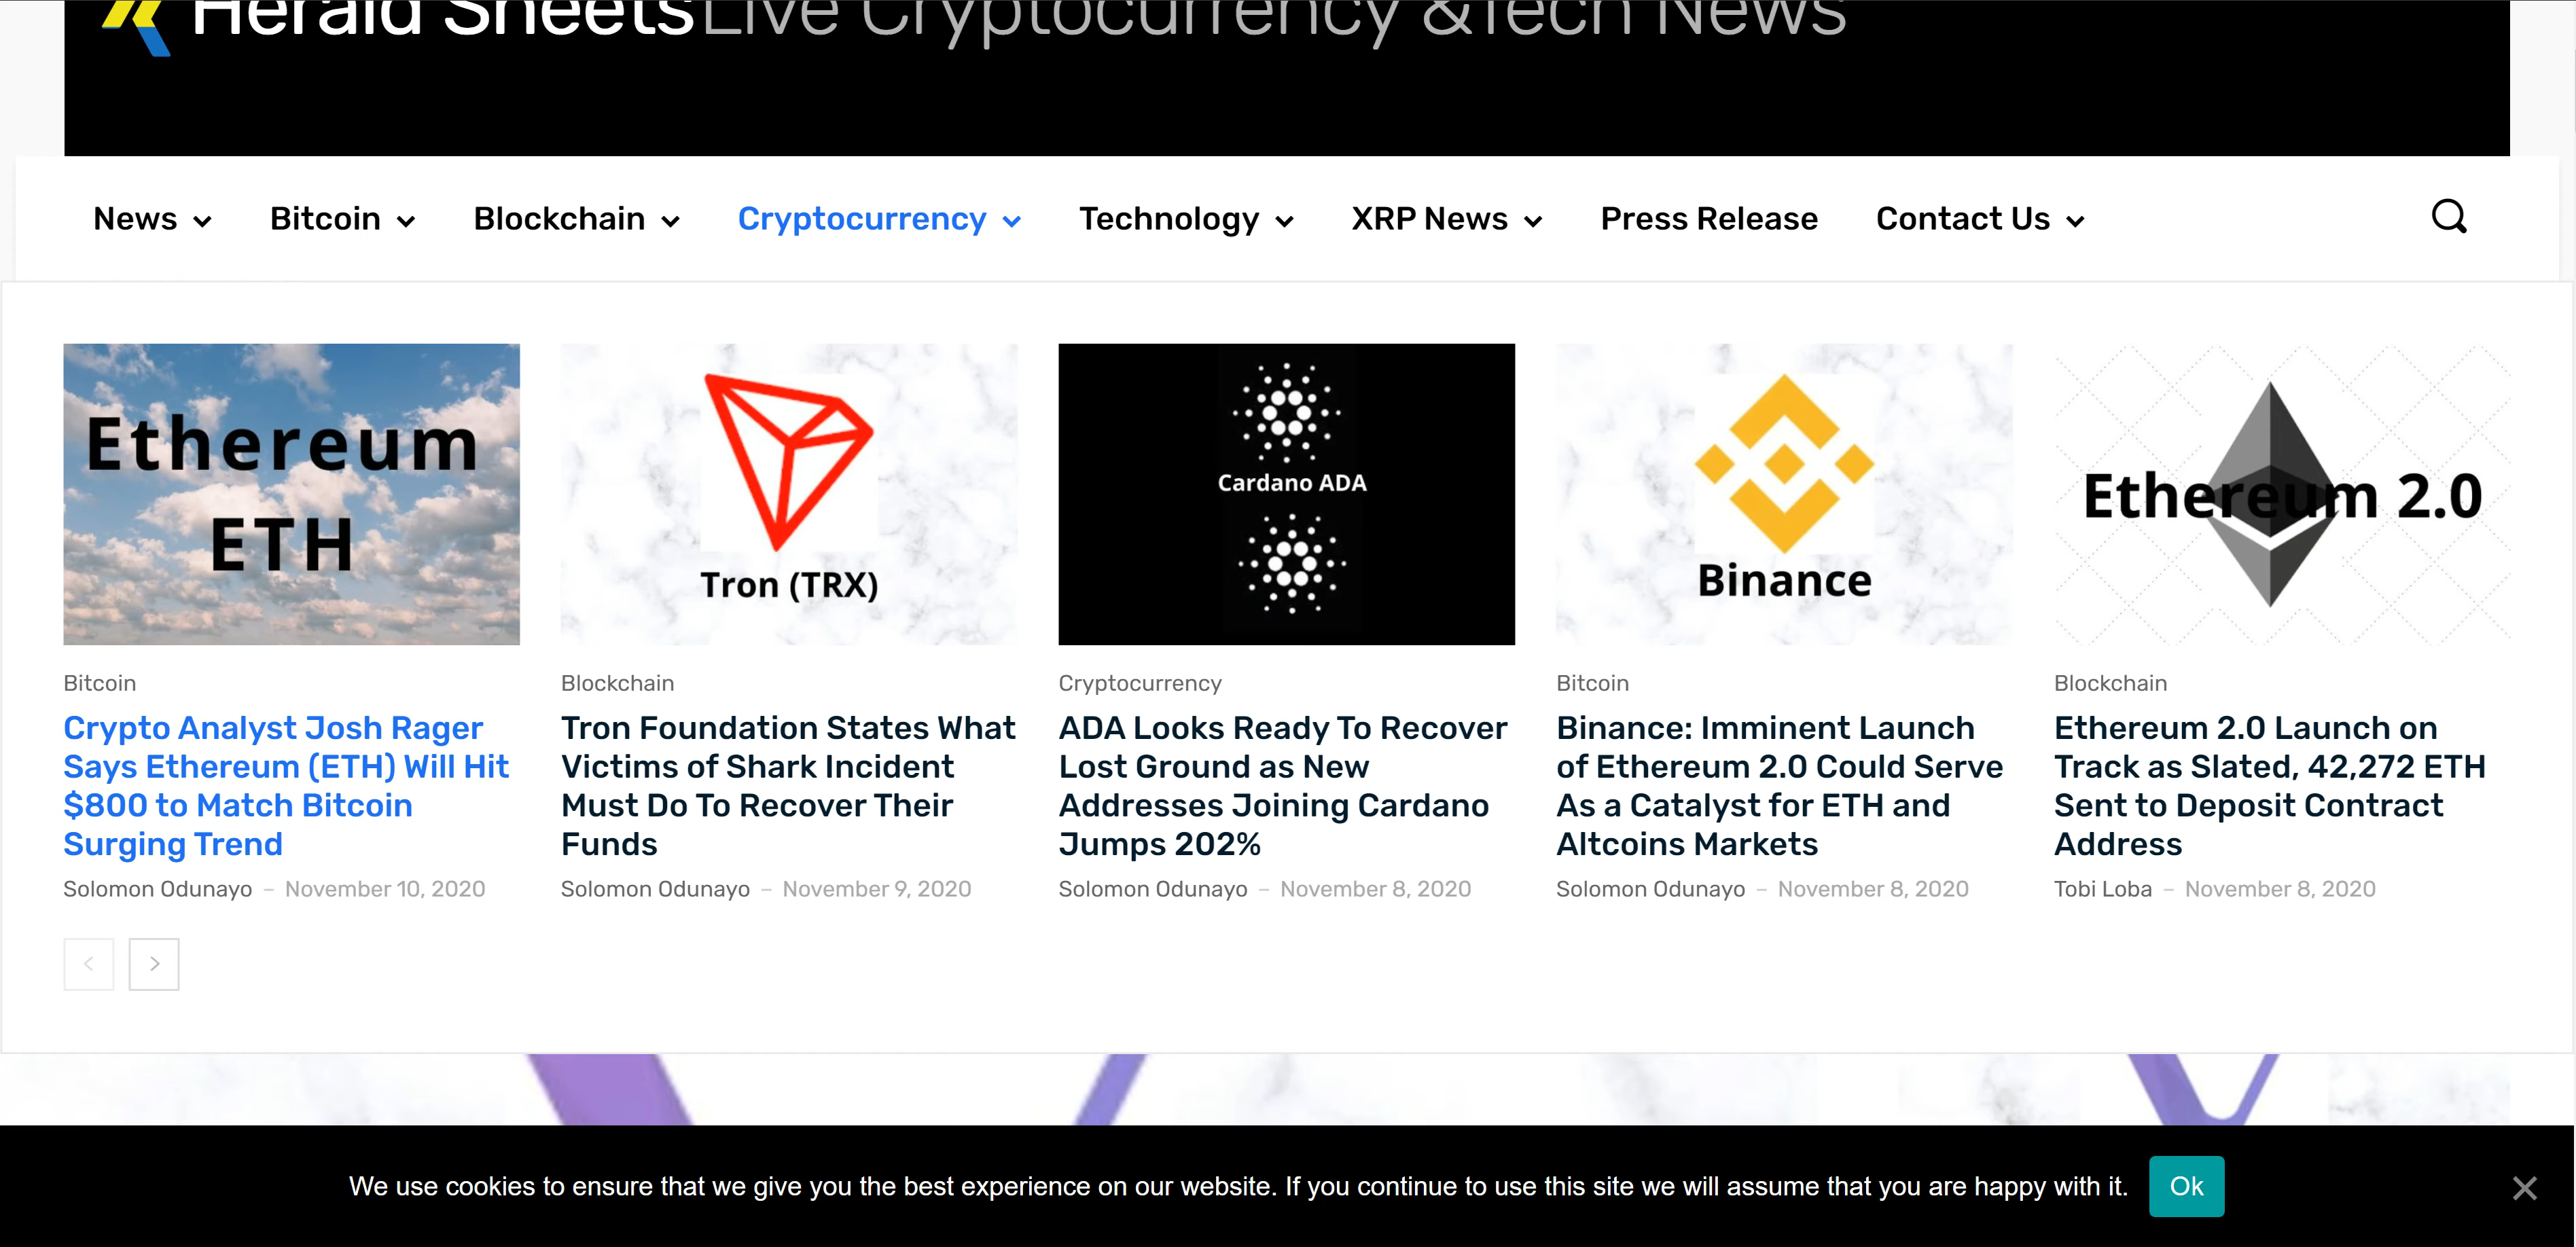 Herald Sheets Live Cryptocurrency &Tech News
News Bitcoin Blockchain Cryptocurrency Technology XRP News Press Release Contact Us
Ethereum
ETH
Tron (TRX)
Cardano ADA
Binance
Ethereum 2.0
Bitcoin
Crypto Analyst Josh Rager
Says Ethereum (ETH) Will Hit
$800 to Match Bitcoin
Surging Trend
Solomon Odunayo – November 10, 2020
Blockchain
Tron Foundation States What
Victims of Shark Incident
Must Do To Recover Their
Funds
Solomon Odunayo – November 9, 2020
Cryptocurrency
ADA Looks Ready To Recover
Lost Ground as New
Addresses Joining Cardano
Jumps 202%
Solomon Odunayo – November 8, 2020
Bitcoin
Binance: Imminent Launch
of Ethereum 2.0 Could Serve
As a Catalyst for ETH and
Altcoins Markets
Solomon Odunayo – November 8, 2020
Blockchain
Ethereum 2.0 Launch on
Track as Slated, 42,272 ETH
Sent to Deposit Contract
Address
Tobi Loba – November 8, 2020
We use cookies to ensure that we give you the best experience on our website. If you continue to use this site we will assume that you are happy with it. Ok